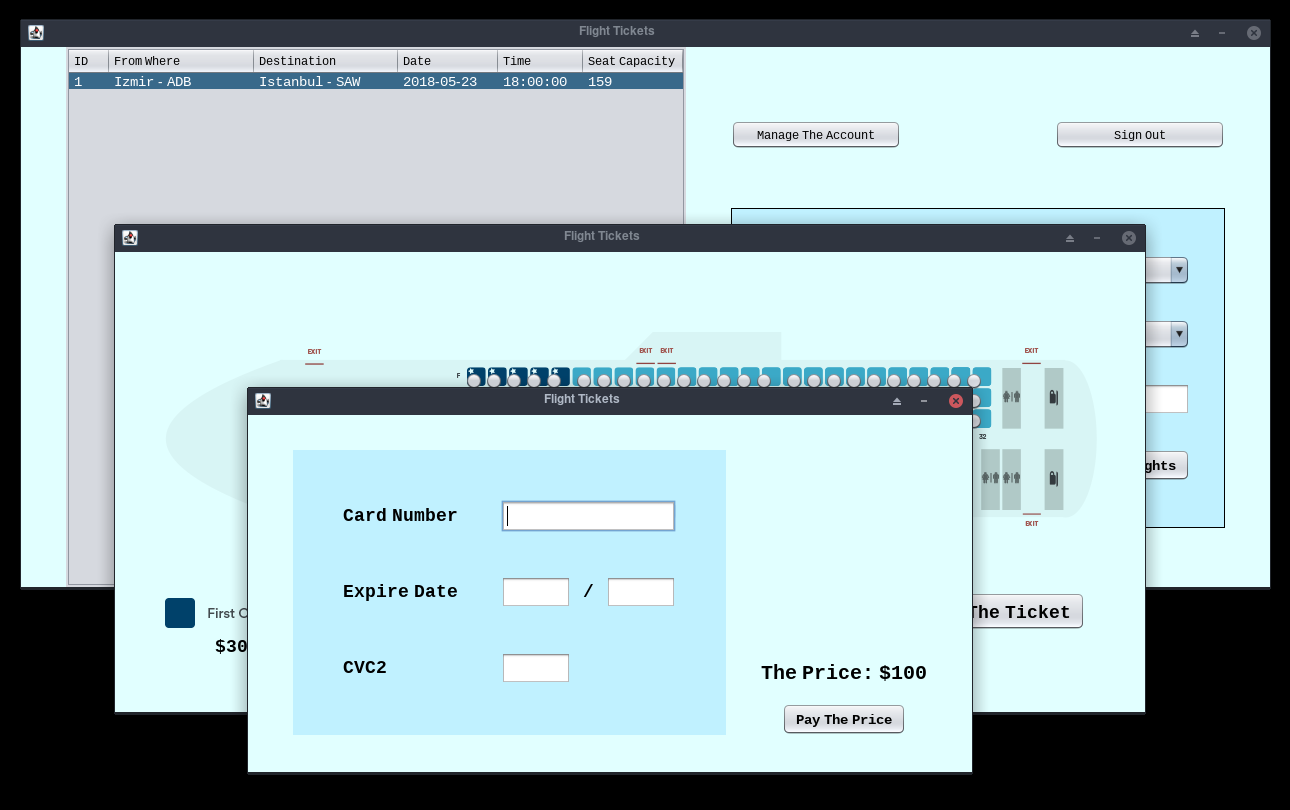 Flight Tickets
ID From Where Destination Date Time Seat Capacity
1 Izmir - ADB Istanbul - SAW 2018-05-23 18:00:00 159
Manage The Account Sign Out
Flight Tickets
EXIT EXIT EXIT EXIT
F
32
EXIT
ghts
First C
$30
The Ticket
Flight Tickets
Card Number
Expire Date /
CVC2
The Price: $100
Pay The Price